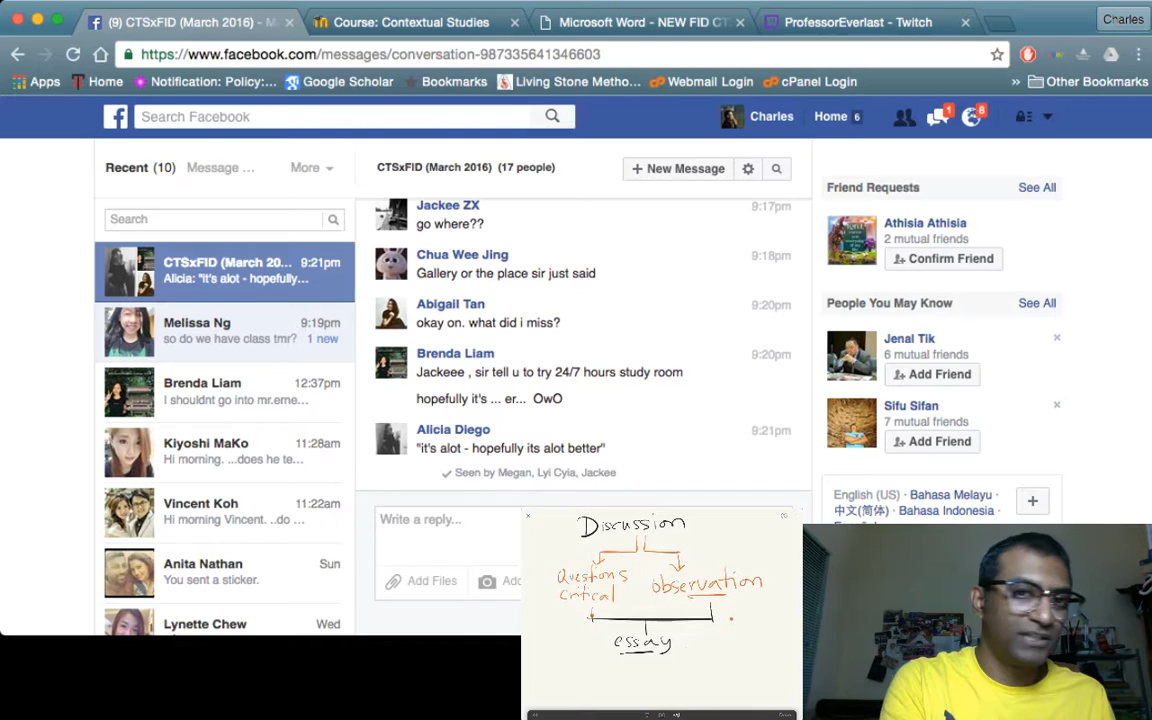 (9) CTSxFID (March 2016) - M
Course: Contextual Studies
Microsoft Word - NEW FID CT
ProfessorEverlast - Twitch
Charles
https://www.facebook.com/messages/conversation-987335641346603
Apps
Home
Notification: Policy:...
Google Scholar
Bookmarks
Living Stone Metho...
Webmail Login
cPanel Login
»
Other Bookmarks
Search Facebook
Charles
Home 6
1
8
Recent (10)
Message ...
More
CTSxFID (March 2016) (17 people)
+ New Message
Search
CTSxFID (March 20... 9:21pm
Alicia: "it's alot - hopefully...
Melissa Ng 9:19pm
so do we have class tmr? 1 new
Brenda Liam 12:37pm
I shouldnt go into mr.erne...
Kiyoshi MaKo 11:28am
Hi morning. ...does he te...
Vincent Koh 11:22am
Hi morning Vincent. ..do ...
Anita Nathan Sun
You sent a sticker.
Lynette Chew Wed
Jackee ZX 9:17pm
go where??
Chua Wee Jing 9:18pm
Gallery or the place sir just said
Abigail Tan 9:20pm
okay on. what did i miss?
Brenda Liam 9:20pm
Jackeee , sir tell u to try 24/7 hours study room
hopefully it's ... er... OwO
Alicia Diego 9:21pm
"it's alot - hopefully its alot better"
Seen by Megan, Lyi Cyia, Jackee
Write a reply...
Add Files
Add
Friend Requests See All
Athisia Athisia
2 mutual friends
Confirm Friend
People You May Know See All
Jenal Tik
6 mutual friends
Add Friend
Sifu Sifan
7 mutual friends
Add Friend
English (US) · Bahasa Melayu ·
中文(简体) · Bahasa Indonesia ·
Discussion
Questions
Critical
observation
essay